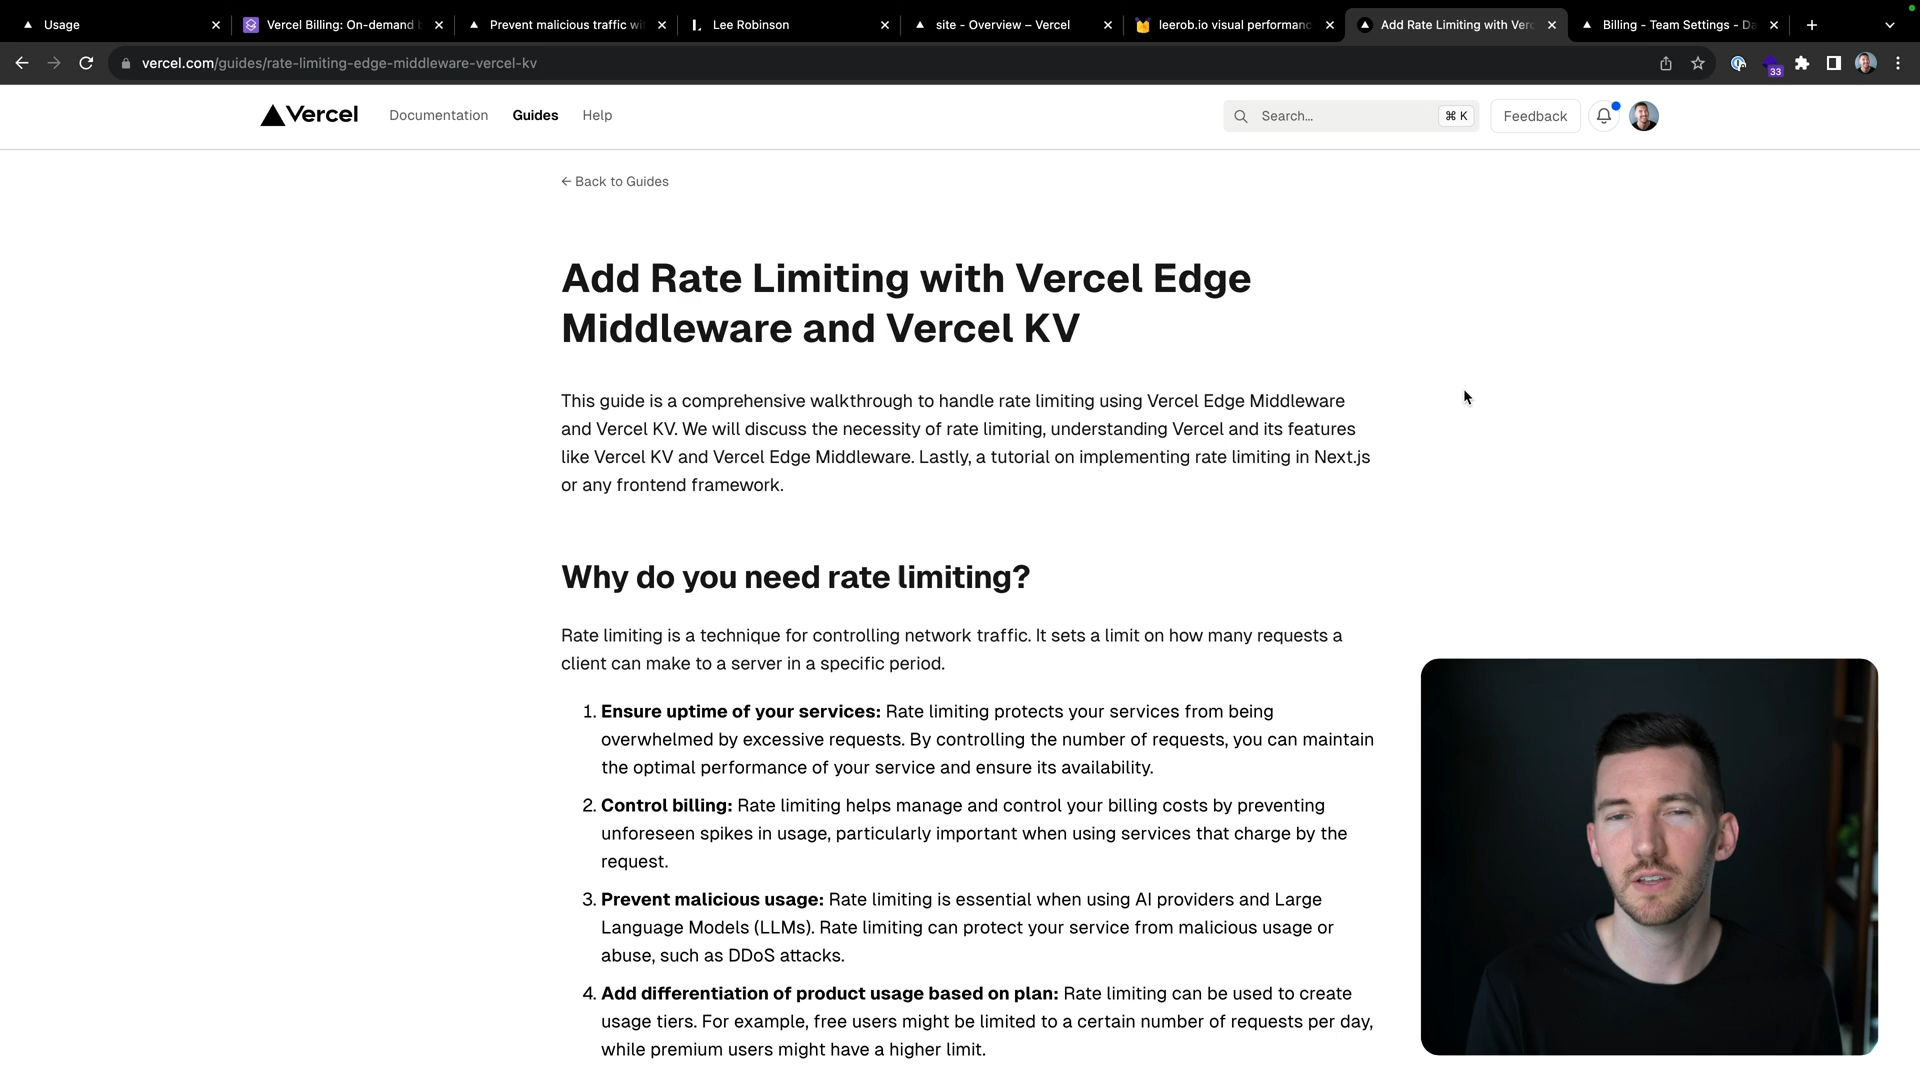 Usage
Vercel Billing: On-demand
Prevent malicious traffic wi
Lee Robinson
site - Overview – Vercel
leerob.io visual performanc
Add Rate Limiting with Verc
Billing - Team Settings - Da
vercel.com/guides/rate-limiting-edge-middleware-vercel-kv
33
Vercel
Documentation
Guides
Help
Search...
⌘ K
Feedback
← Back to Guides
Add Rate Limiting with Vercel Edge
Middleware and Vercel KV
This guide is a comprehensive walkthrough to handle rate limiting using Vercel Edge Middleware
and Vercel KV. We will discuss the necessity of rate limiting, understanding Vercel and its features
like Vercel KV and Vercel Edge Middleware. Lastly, a tutorial on implementing rate limiting in Next.js
or any frontend framework.
Why do you need rate limiting?
Rate limiting is a technique for controlling network traffic. It sets a limit on how many requests a
client can make to a server in a specific period.
1. Ensure uptime of your services: Rate limiting protects your services from being
overwhelmed by excessive requests. By controlling the number of requests, you can maintain
the optimal performance of your service and ensure its availability.
2. Control billing: Rate limiting helps manage and control your billing costs by preventing
unforeseen spikes in usage, particularly important when using services that charge by the
request.
3. Prevent malicious usage: Rate limiting is essential when using AI providers and Large
Language Models (LLMs). Rate limiting can protect your service from malicious usage or
abuse, such as DDoS attacks.
4. Add differentiation of product usage based on plan: Rate limiting can be used to create
usage tiers. For example, free users might be limited to a certain number of requests per day,
while premium users might have a higher limit.